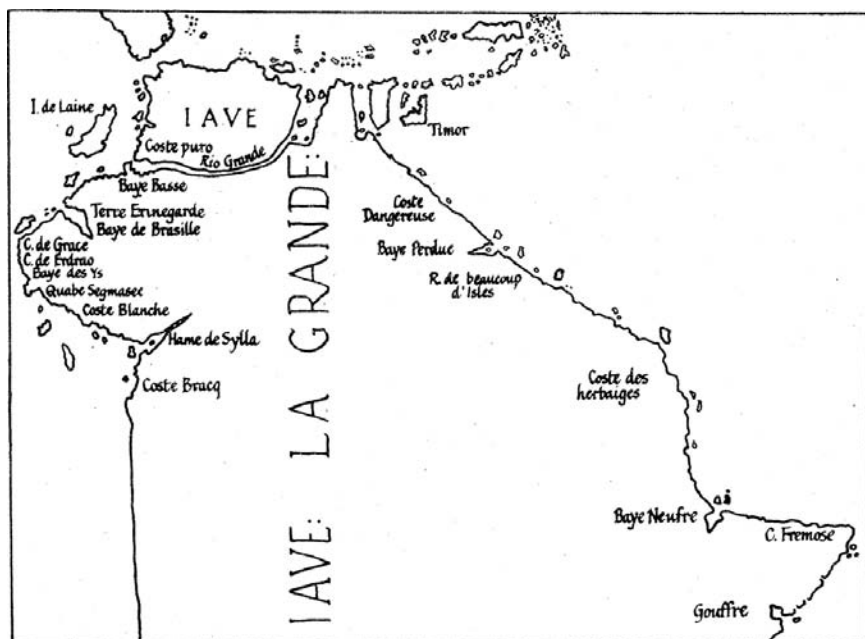 I. de Laine
IAVE
Timor
Coste puro
Rio Grande
Baye Basse
Terre Ennegarde
Baye de Brasille
C. de Grace
C. de Erdrao
Baye des Ys
Quabe Segmasec
Coste Blanche
Hame de Sylla
Coste Bracq
IAVE: LA GRANDE:
Coste
Dangereuse
Baye Perdue
R. de beaucoup
d'Isles
Coste des
herbaiges
Baye Neufre
C. Fremose
Gouffre